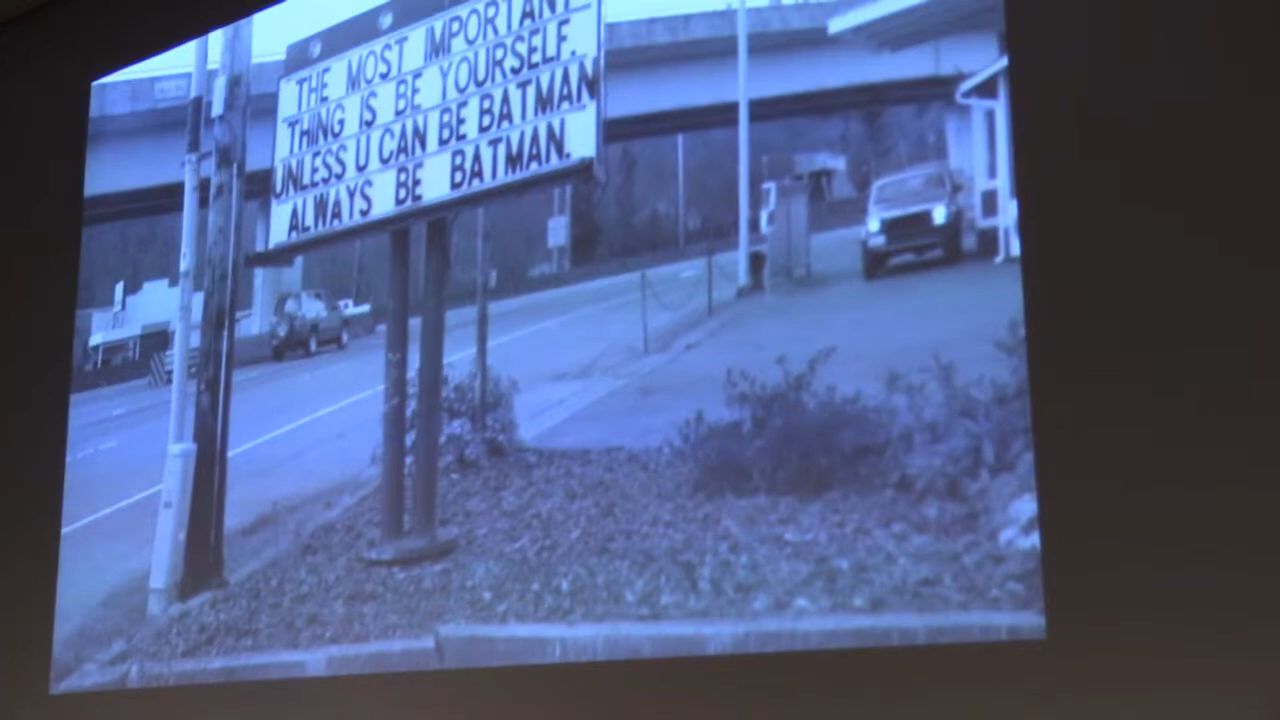 THE MOST IMPORTANT
THING IS BE YOURSELF.
UNLESS U CAN BE BATMAN
ALWAYS BE BATMAN.